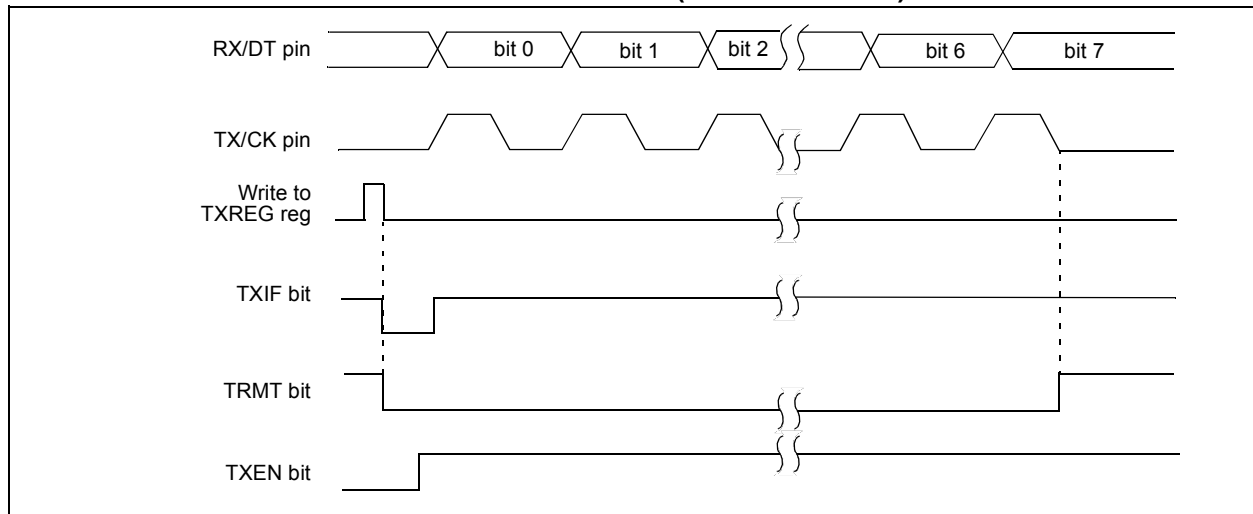 RX/DT pin
bit 0
bit 1
bit 2
bit 6
bit 7
TX/CK pin
Write to
TXREG reg
TXIF bit
TRMT bit
TXEN bit